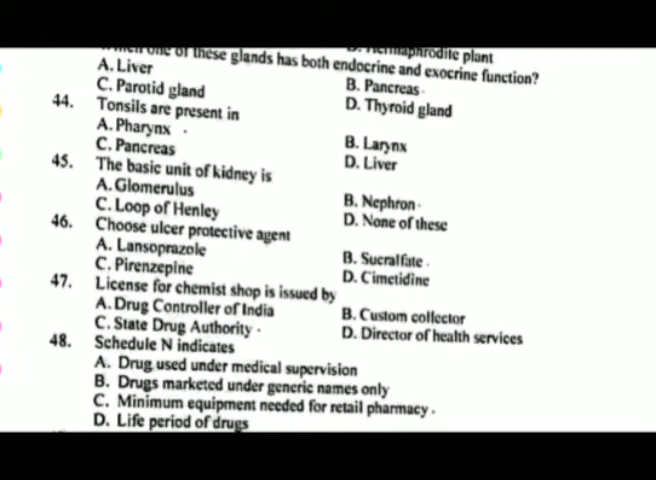 D. Hermaphrodite plant
Which one of these glands has both endocrine and exocrine function?
A. Liver
B. Pancreas
C. Parotid gland
D. Thyroid gland
44. Tonsils are present in
A. Pharynx
B. Larynx
C. Pancreas
D. Liver
45. The basic unit of kidney is
A. Glomerulus
B. Nephron
C. Loop of Henley
D. None of these
46. Choose ulcer protective agent
A. Lansoprazole
B. Sucralfate
C. Pirenzepine
D. Cimetidine
47. License for chemist shop is issued by
A. Drug Controller of India
B. Custom collector
C. State Drug Authority
D. Director of health services
48. Schedule N indicates
A. Drug used under medical supervision
B. Drugs marketed under generic names only
C. Minimum equipment needed for retail pharmacy
D. Life period of drugs